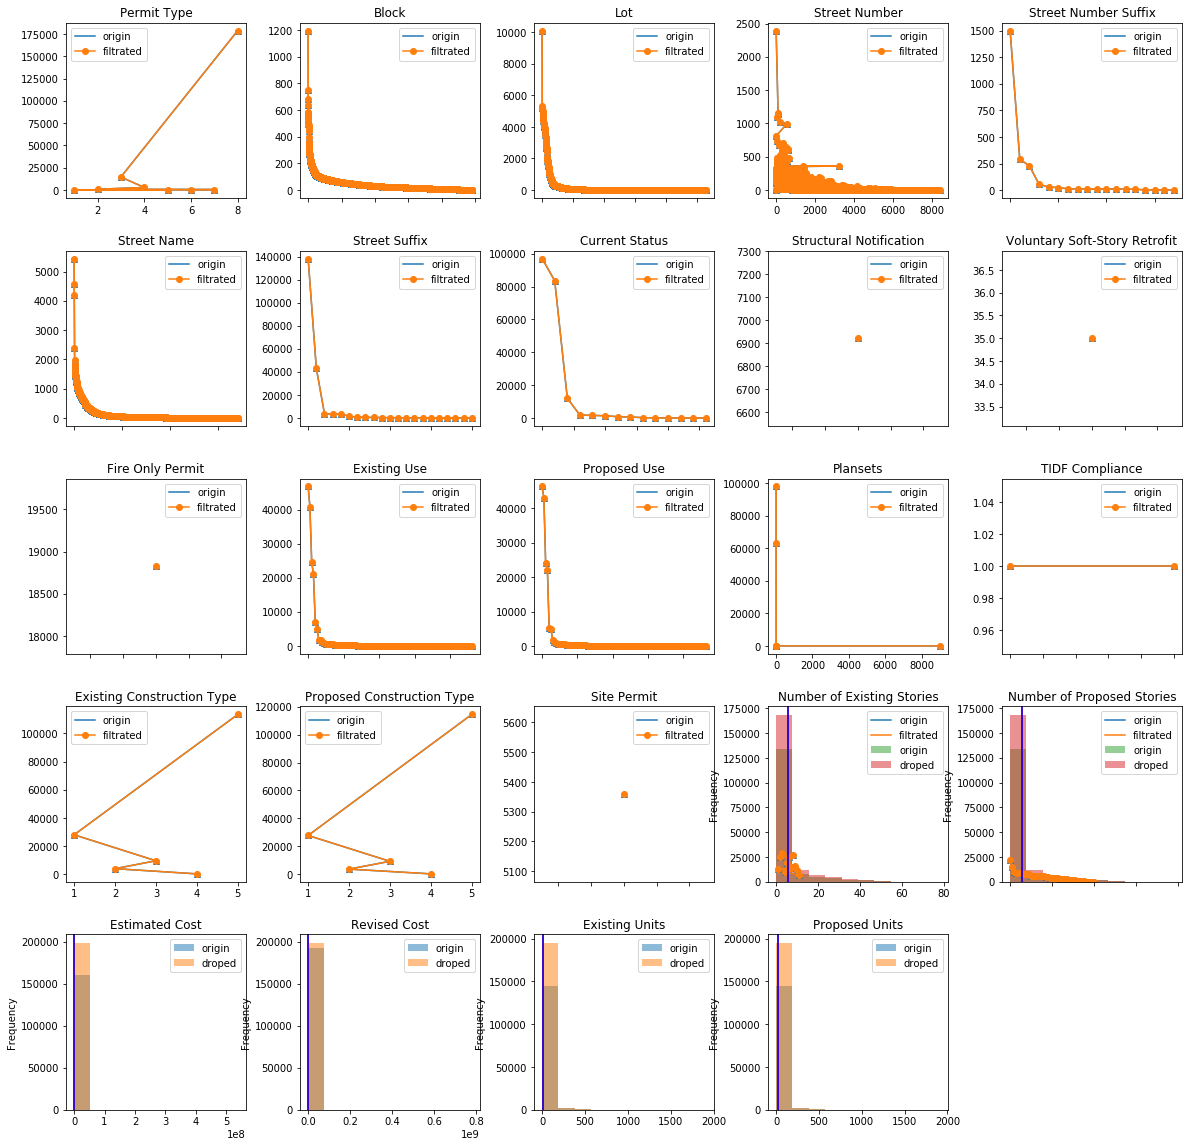 Permit Type
175000
150000
125000
100000
75000
50000
25000
0
2
4
6
8
origin
filtrated
Block
1200
1000
800
600
400
200
0
origin
filtrated
Lot
10000
8000
6000
4000
2000
0
origin
filtrated
Street Number
2500
2000
1500
1000
500
0
0
2000
4000
6000
8000
origin
filtrated
Street Number Suffix
1500
1250
1000
750
500
250
0
origin
filtrated
Street Name
5000
4000
3000
2000
1000
0
origin
filtrated
Street Suffix
140000
120000
100000
80000
60000
40000
20000
0
origin
filtrated
Current Status
100000
80000
60000
40000
20000
0
origin
filtrated
Structural Notification
7300
7200
7100
7000
6900
6800
6700
6600
origin
filtrated
Voluntary Soft-Story Retrofit
36.5
36.0
35.5
35.0
34.5
34.0
33.5
origin
filtrated
Fire Only Permit
19500
19000
18500
18000
origin
filtrated
Existing Use
40000
30000
20000
10000
0
origin
filtrated
Proposed Use
40000
30000
20000
10000
0
origin
filtrated
Plansets
100000
80000
60000
40000
20000
0
0
2000
4000
6000
8000
origin
filtrated
TIDF Compliance
1.04
1.02
1.00
0.98
0.96
origin
filtrated
Existing Construction Type
100000
80000
60000
40000
20000
0
1
2
3
4
5
origin
filtrated
Proposed Construction Type
120000
100000
80000
60000
40000
20000
0
1
2
3
4
5
origin
filtrated
Site Permit
5600
5500
5400
5300
5200
5100
origin
filtrated
Number of Existing Stories
Frequency
175000
150000
125000
100000
75000
50000
25000
0
0
20
40
60
80
origin
filtrated
origin
droped
Number of Proposed Stories
Frequency
175000
150000
125000
100000
75000
50000
25000
0
origin
filtrated
origin
droped
Estimated Cost
Frequency
200000
150000
100000
50000
0
0
1
2
3
4
5
1e8
origin
droped
Revised Cost
Frequency
200000
150000
100000
50000
0
0.0
0.2
0.4
0.6
0.8
1e9
origin
droped
Existing Units
Frequency
200000
150000
100000
50000
0
0
500
1000
1500
2000
origin
droped
Proposed Units
Frequency
200000
150000
100000
50000
0
0
500
1000
1500
2000
origin
droped